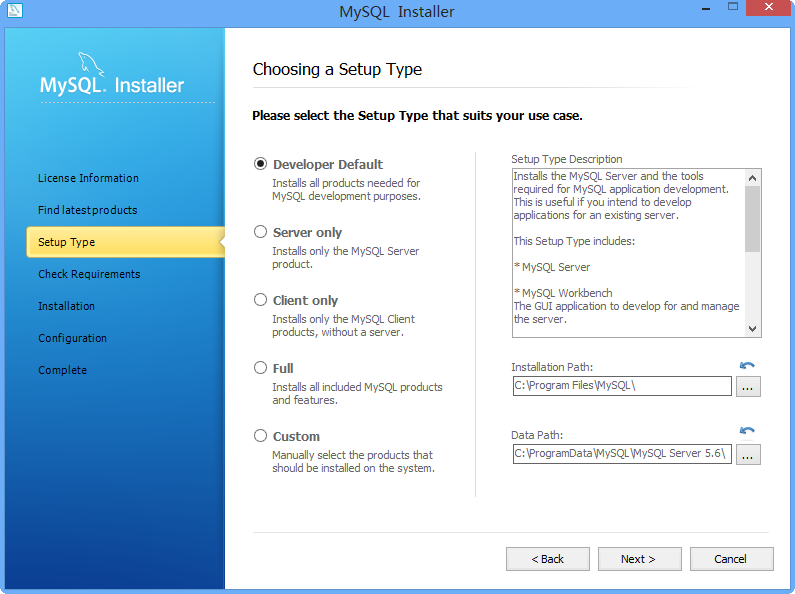 MySQL Installer
MySQL. Installer
License Information
Find latestproducts
Setup Type
Check Requirements
Installation
Configuration
Complete
Choosing a Setup Type
Please select the Setup Type that suits your use case.
Developer Default
Installs all products needed for
MySQL development purposes.
Server only
Installs only the MySQL Server
product.
Client only
Installs only the MySQL Client
products, without a server.
Full
Installs all included MySQL products
and features.
Custom
Manually select the products that
should be installed on the system.
Setup Type Description
Installs the MySQL Server and the tools
required for MySQL application development.
This is useful if you intend to develop
applications for an existing server.
This Setup Type includes:
* MySQL Server
* MySQL Workbench
The GUI application to develop for and manage
the server.
Installation Path:
C:\Program Files\MySQL\
...
Data Path:
C:\ProgramData\MySQL\MySQL Server 5.6\
...
< Back
Next >
Cancel